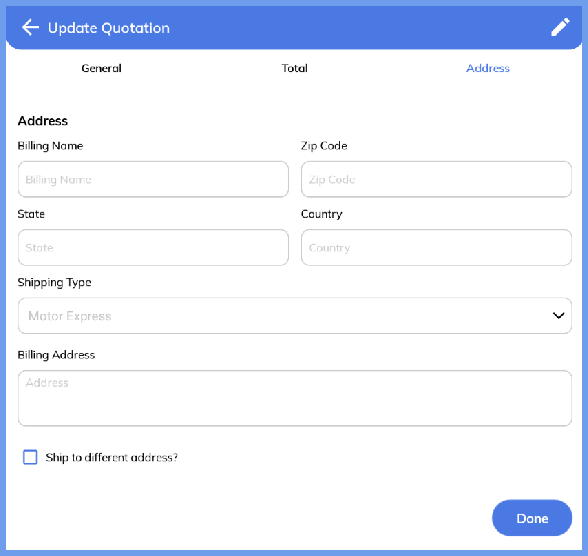 Update Quotation
General Total Address
Address
Billing Name Zip Code
Billing Name Zip Code
State Country
State Country
Shipping Type
Motor Express
Billing Address
Address
Ship to different address?
Done